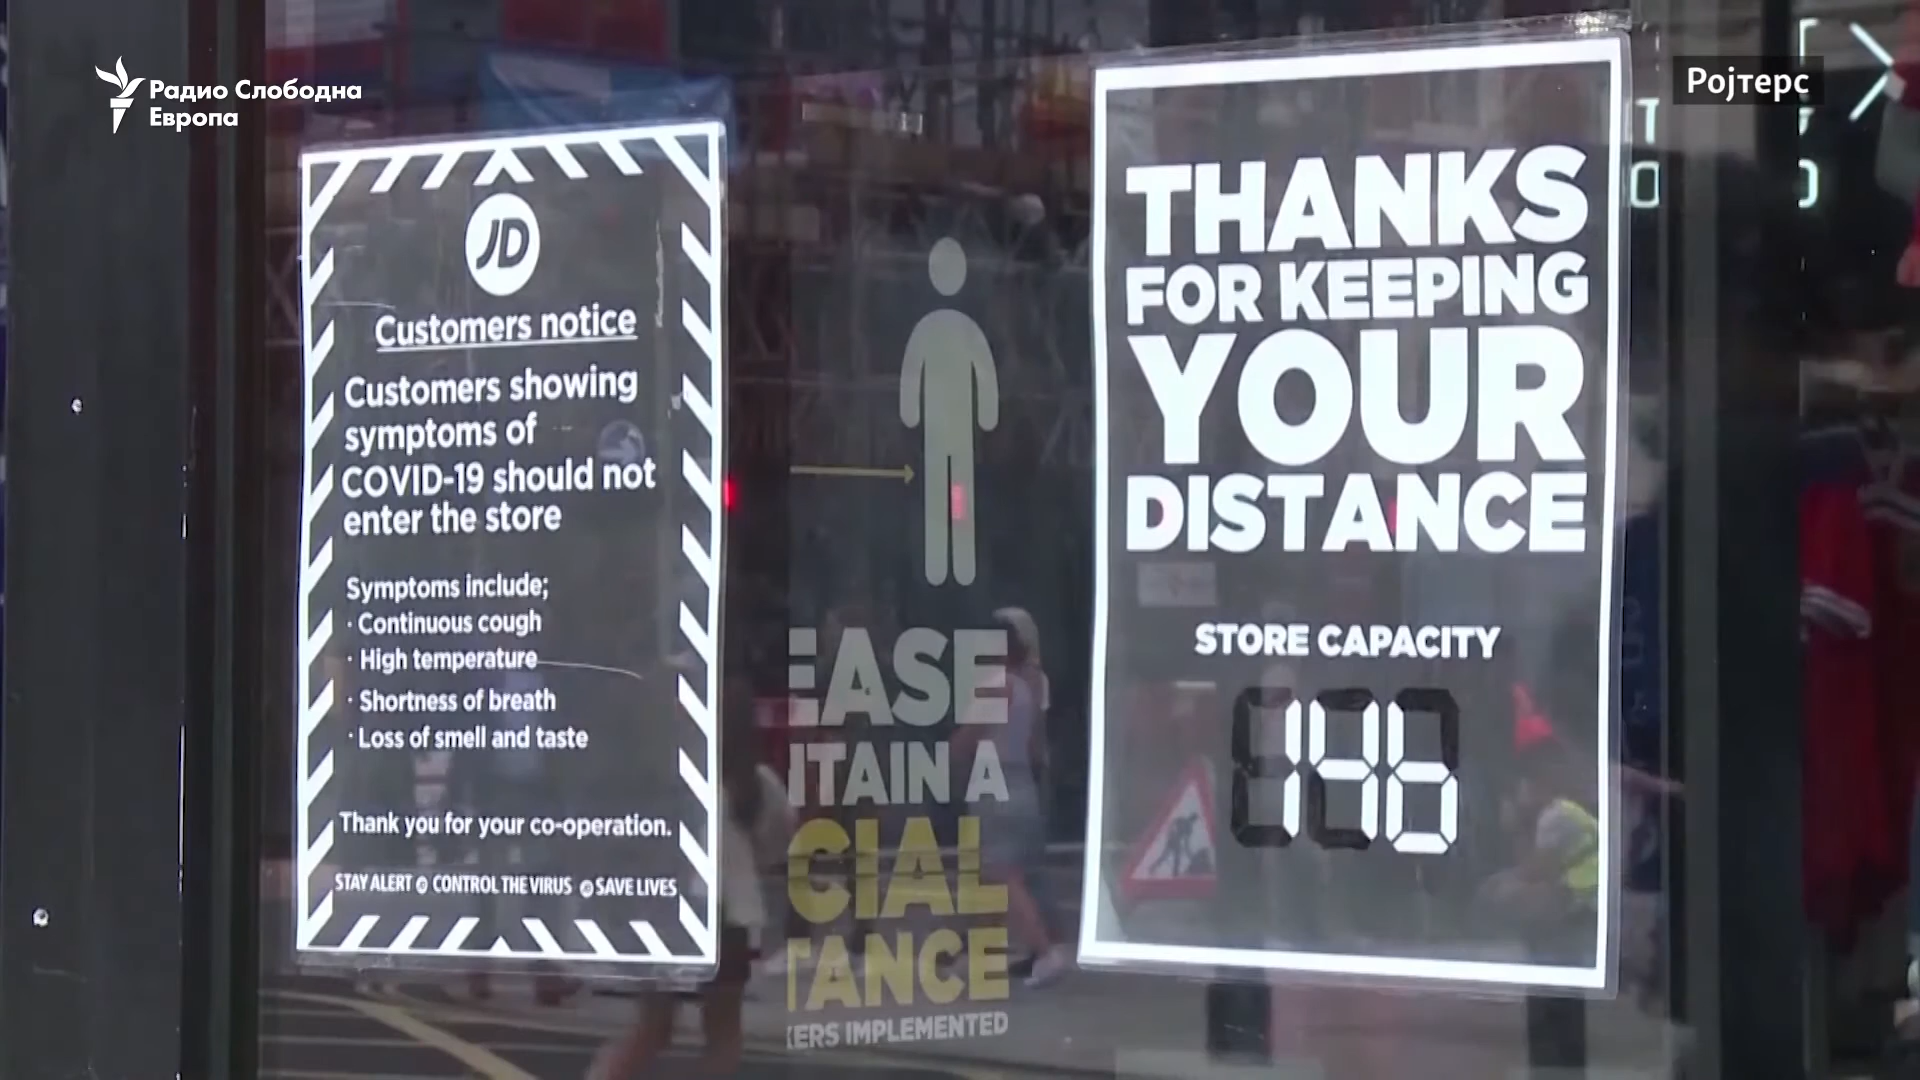 Радио Слободна
Европа
Ројтерс
JD
Customers notice
Customers showing
symptoms of
COVID-19 should not
enter the store
Symptoms include;
· Continuous cough
· High temperature
· Shortness of breath
· Loss of smell and taste
Thank you for your co-operation.
STAY ALERT CONTROL THE VIRUS SAVE LIVES
EASE
NTAIN A
CIAL
TANCE
KERS IMPLEMENTED
THANKS
FOR KEEPING
YOUR
DISTANCE
STORE CAPACITY
146